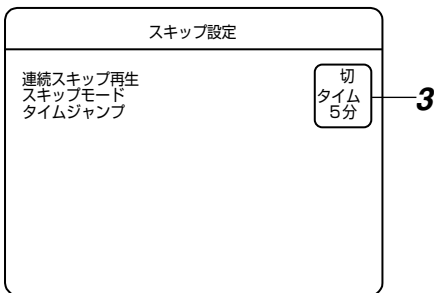 スキップ設定
連続スキップ再生 切
スキップモード タイム
タイムジャンプ 5分
3